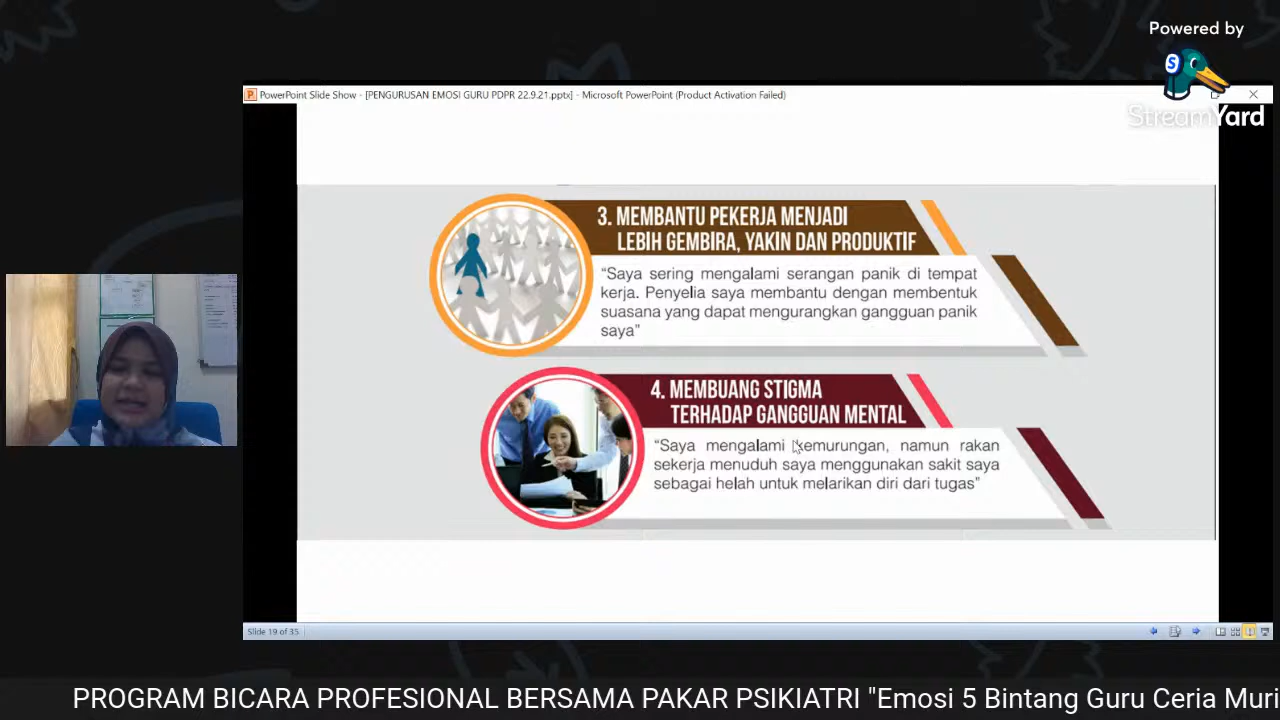 Powered by
StreamYard
PowerPoint Slide Show - [PENGURUSAN EMOSI GURU PDPR 22.9.21.pptx] - Microsoft PowerPoint (Product Activation Failed)
3. MEMBANTU PEKERJA MENJADI
LEBIH GEMBIRA, YAKIN DAN PRODUKTIF
“Saya sering mengalami serangan panik di tempat
kerja. Penyelia saya membantu dengan membentuk
suasana yang dapat mengurangkan gangguan panik
saya”
4. MEMBUANG STIGMA
TERHADAP GANGGUAN MENTAL
“Saya mengalami kemurungan, namun rakan
sekerja menuduh saya menggunakan sakit saya
sebagai helah untuk melarikan diri dari tugas”
Slide 19 of 35
PROGRAM BICARA PROFESIONAL BERSAMA PAKAR PSIKIATRI "Emosi 5 Bintang Guru Ceria Muri